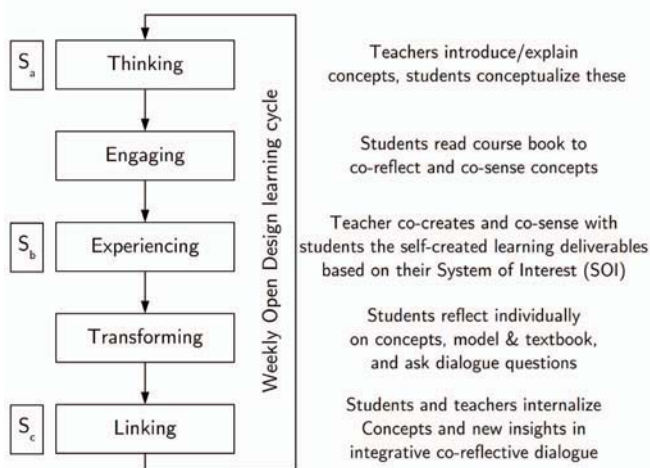 S_a
Thinking
Teachers introduce/explain
concepts, students conceptualize these
Engaging
Students read course book to
co-reflect and co-sense concepts
S_b
Experiencing
Teacher co-creates and co-sense with
students the self-created learning deliverables
based on their System of Interest (SOI)
Transforming
Students reflect individually
on concepts, model & textbook,
and ask dialogue questions
S_c
Linking
Students and teachers internalize
Concepts and new insights in
integrative co-reflective dialogue
Weekly Open Design learning cycle